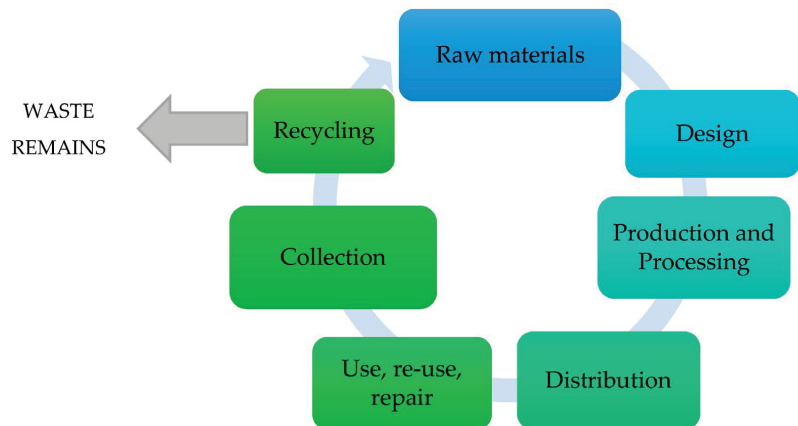 Raw materials
Design
Production and
Processing
Distribution
Use, re-use,
repair
Collection
Recycling
WASTE
REMAINS